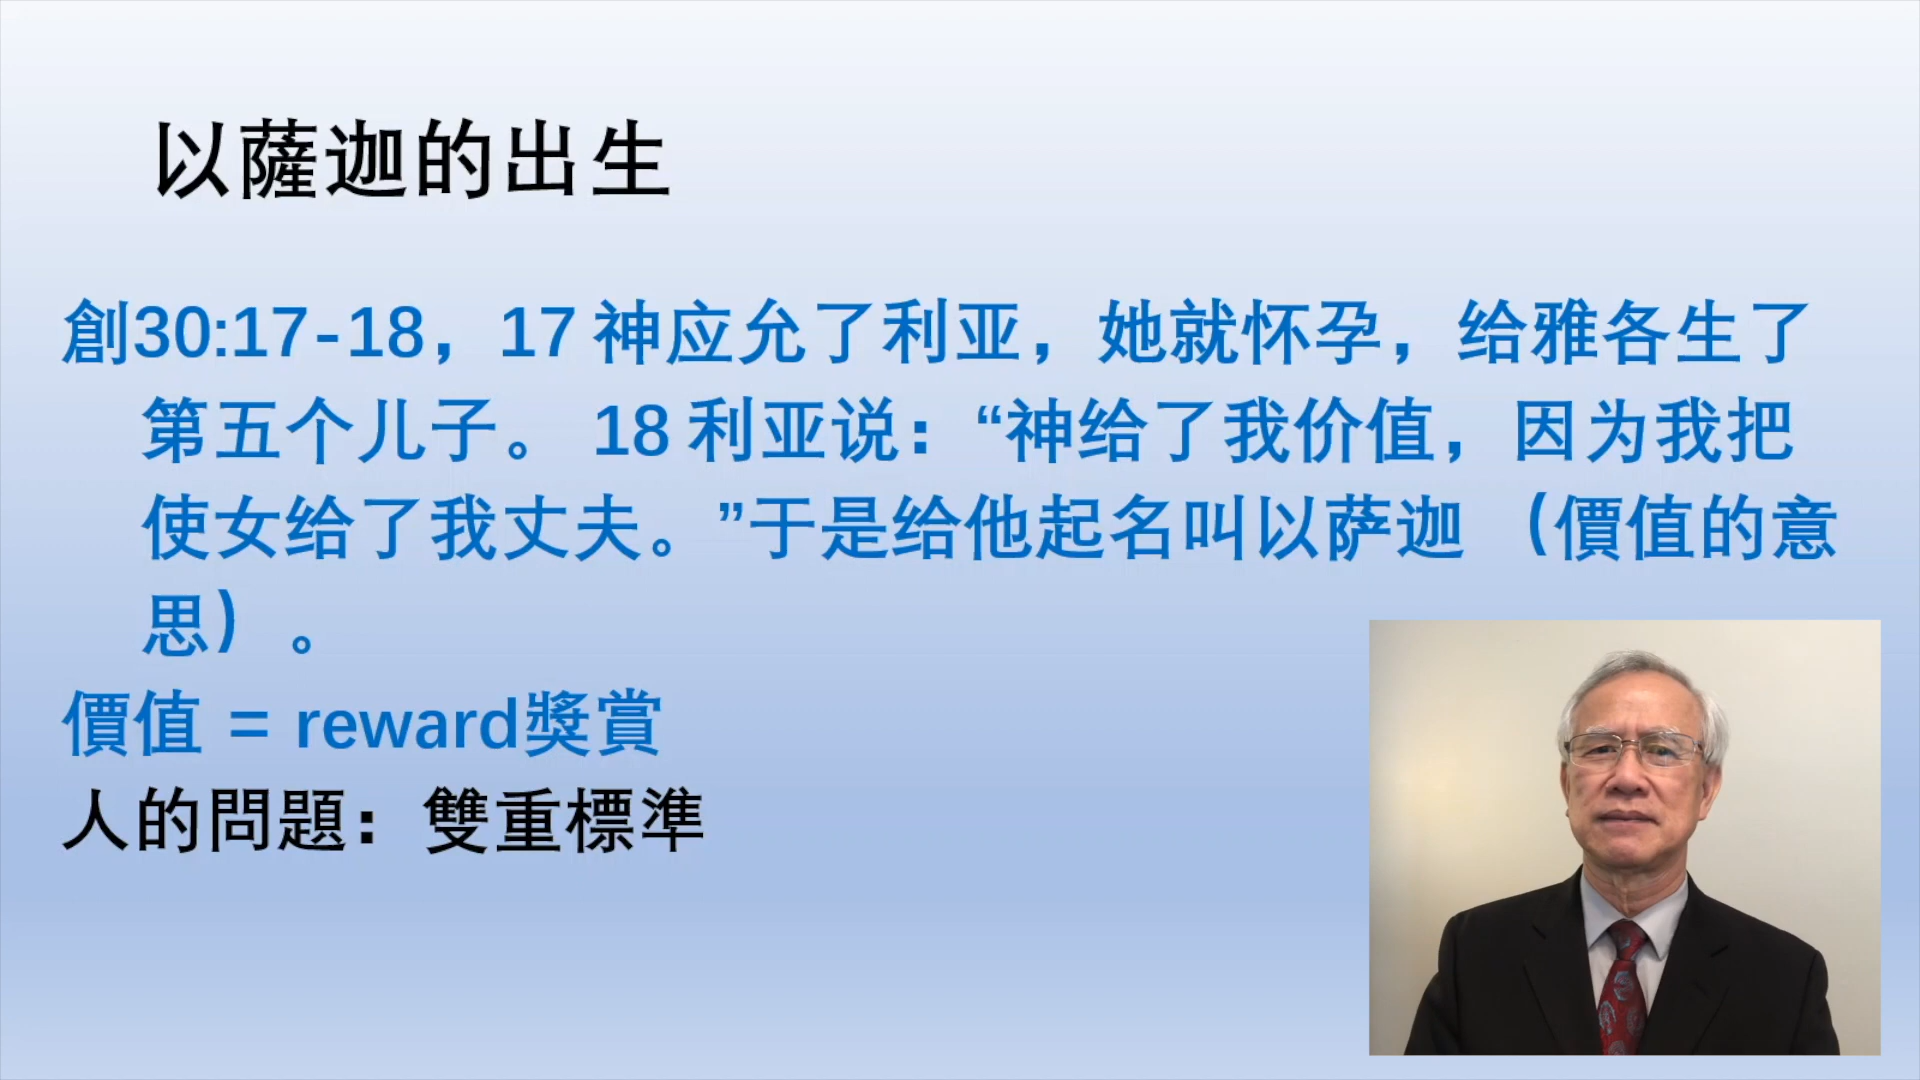 以薩迦的出生
創30:17-18，17 神应允了利亚，她就怀孕，给雅各生了
第五个儿子。 18 利亚说：“神给了我价值，因为我把
使女给了我丈夫。”于是给他起名叫以萨迦 （價值的意
思）。
價值 = reward獎賞
人的問題：雙重標準